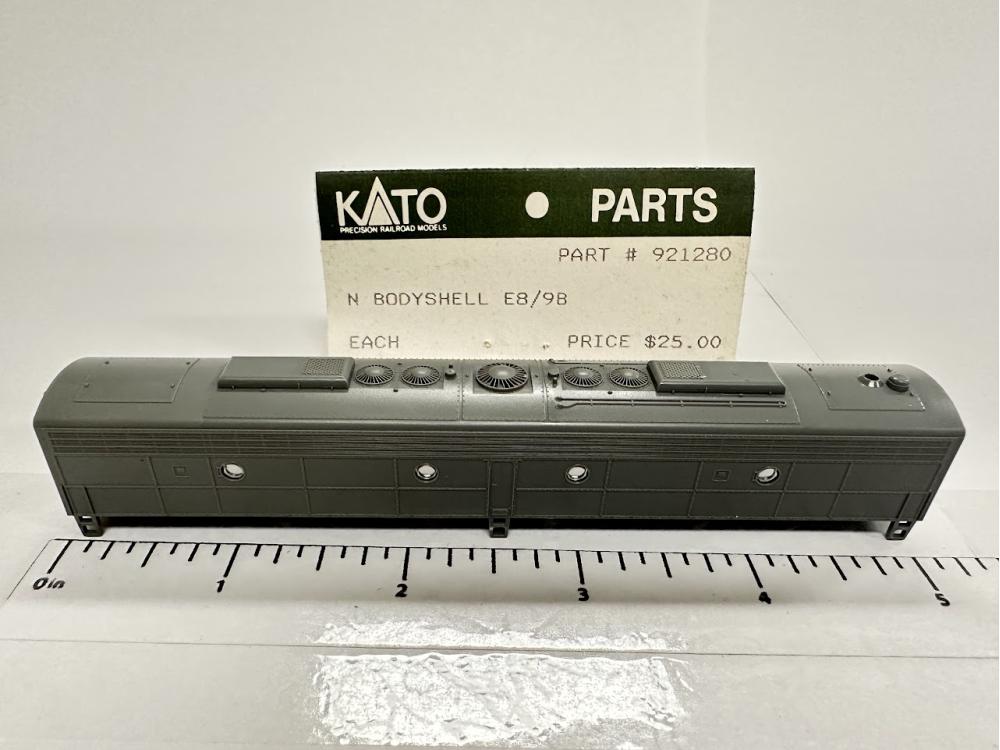 KATO PARTS
PRECISION RAILROAD MODELS
PART # 921280
N BODYSHELL E8/9B
EACH PRICE $25.00
0in 1 2 3 4 5